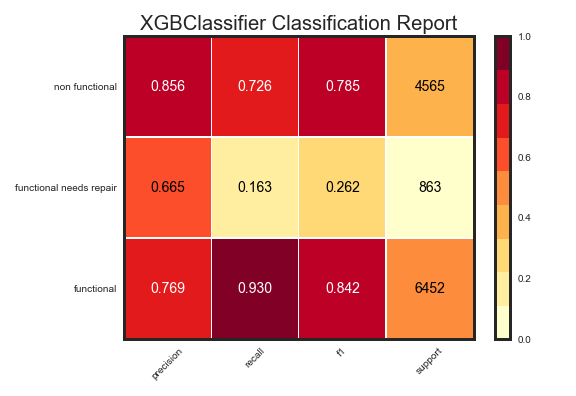 XGBClassifier Classification Report
non functional 0.856 0.726 0.785 4565
functional needs repair 0.665 0.163 0.262 863
functional 0.769 0.930 0.842 6452
precision recall f1 support
1.0
0.8
0.6
0.4
0.2
0.0